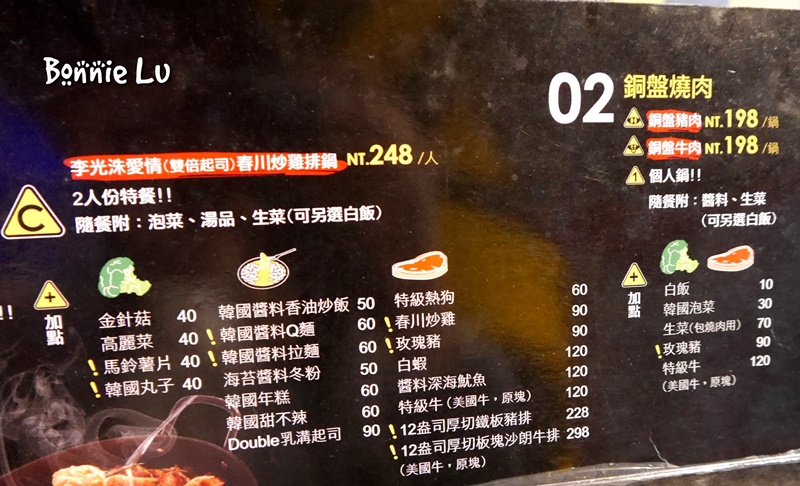 Bonnie Lu
李光洙愛情(雙倍起司)春川炒雞排鍋 NT.248/人
C
2人份特餐!!
隨餐附：泡菜、湯品、生菜(可另選白飯)
!!
+
加點
金針菇 40
高麗菜 40
!馬鈴薯片 40
!韓國丸子 40
韓國醬料香油炒飯 50
!韓國醬料Q麵 60
!韓國醬料拉麵 60
海苔醬料冬粉 50
韓國年糕 60
韓國甜不辣 60
Double乳溝起司 90
特級熱狗 60
!春川炒雞 90
!玫瑰豬 90
白蝦 120
醬料深海魷魚 120
特級牛(美國牛，原塊) 120
!12盎司厚切鐵板豬排 228
!12盎司厚切板塊沙朗牛排 298
(美國牛，原塊)
02 銅盤燒肉
銅盤豬肉 NT.198/鍋
銅盤牛肉 NT.198/鍋
1 個人鍋!!
隨餐附：醬料、生菜
(可另選白飯)
+
加點
白飯 10
韓國泡菜 30
生菜(包燒肉用) 70
!玫瑰豬 90
特級牛 120
(美國牛，原塊)